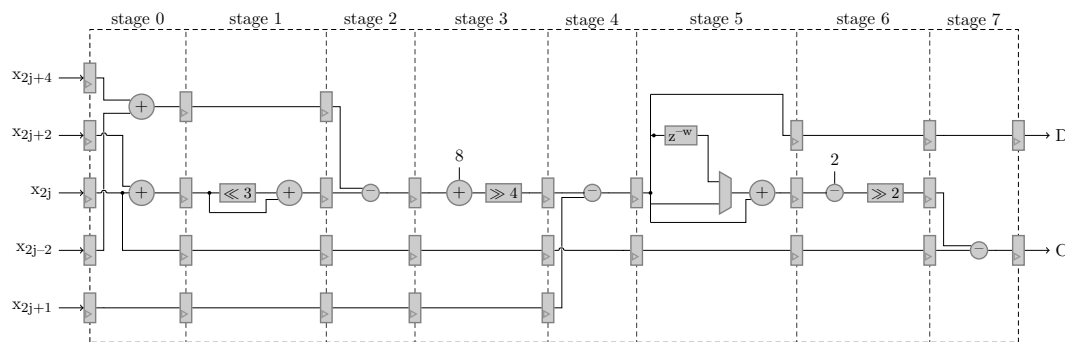 stage 0 stage 1 stage 2 stage 3 stage 4 stage 5 stage 6 stage 7
x2j+4
+
x2j+2 z−w D
8 2
x2j + ≪ 3 + − + ≫ 4 − + − ≫ 2
x2j−2 − C
x2j+1